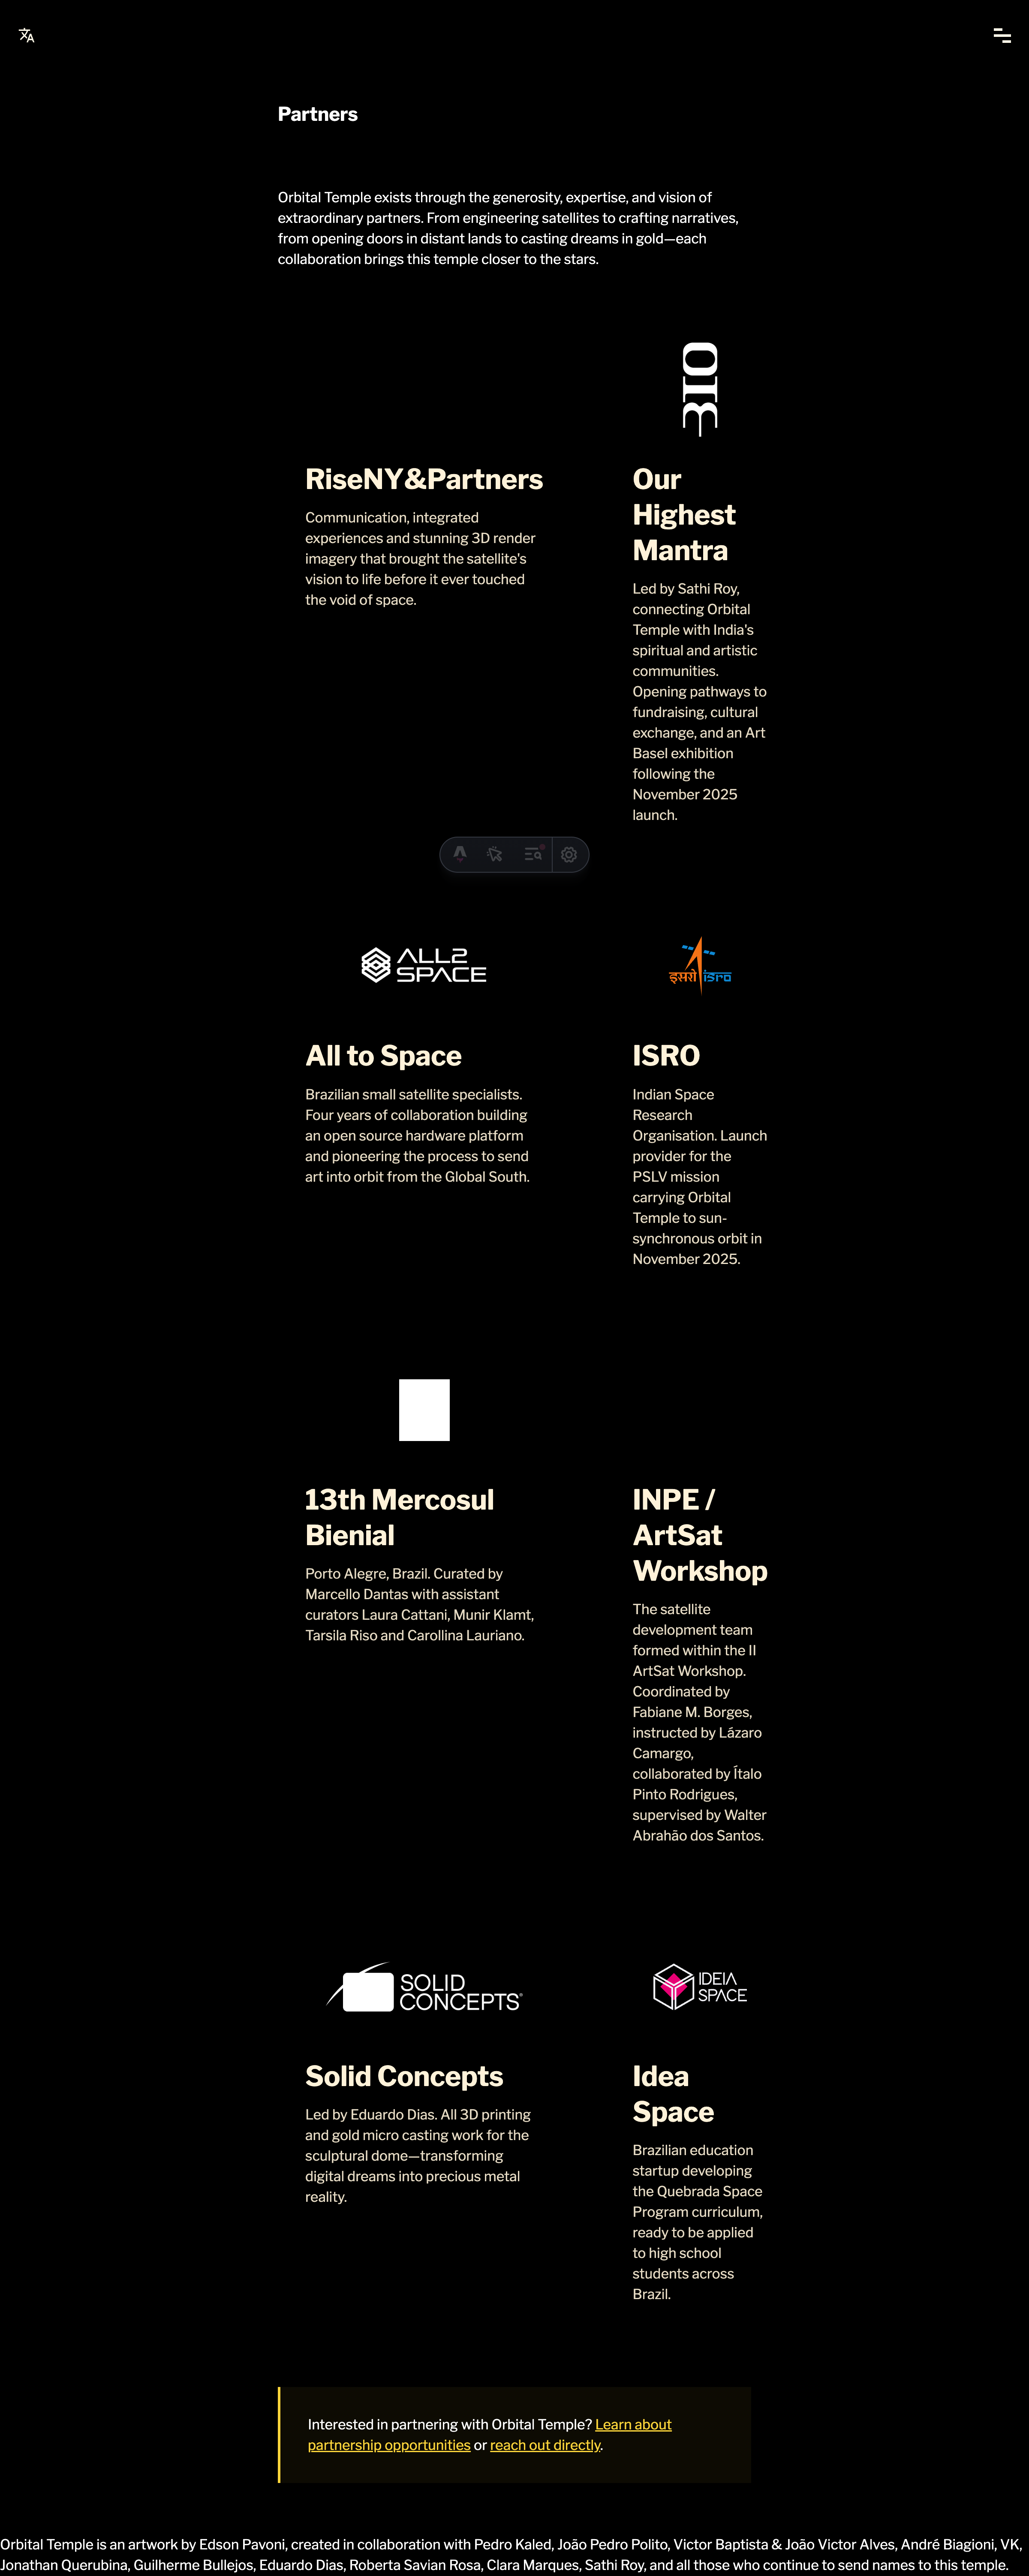 Partners
Orbital Temple exists through the generosity, expertise, and vision of
extraordinary partners. From engineering satellites to crafting narratives,
from opening doors in distant lands to casting dreams in gold—each
collaboration brings this temple closer to the stars.
RiseNY&Partners
Communication, integrated
experiences and stunning 3D render
imagery that brought the satellite's
vision to life before it ever touched
the void of space.
Our
Highest
Mantra
Led by Sathi Roy,
connecting Orbital
Temple with India's
spiritual and artistic
communities.
Opening pathways to
fundraising, cultural
exchange, and an Art
Basel exhibition
following the
November 2025
launch.
ALL2
SPACE
All to Space
Brazilian small satellite specialists.
Four years of collaboration building
an open source hardware platform
and pioneering the process to send
art into orbit from the Global South.
इसरो isro
ISRO
Indian Space
Research
Organisation. Launch
provider for the
PSLV mission
carrying Orbital
Temple to sun-
synchronous orbit in
November 2025.
13th Mercosul
Bienial
Porto Alegre, Brazil. Curated by
Marcello Dantas with assistant
curators Laura Cattani, Munir Klamt,
Tarsila Riso and Carollina Lauriano.
INPE /
ArtSat
Workshop
The satellite
development team
formed within the II
ArtSat Workshop.
Coordinated by
Fabiane M. Borges,
instructed by Lázaro
Camargo,
collaborated by Ítalo
Pinto Rodrigues,
supervised by Walter
Abrahão dos Santos.
SOLID
CONCEPTS®
Solid Concepts
Led by Eduardo Dias. All 3D printing
and gold micro casting work for the
sculptural dome—transforming
digital dreams into precious metal
reality.
IDEIA
SPACE
Idea
Space
Brazilian education
startup developing
the Quebrada Space
Program curriculum,
ready to be applied
to high school
students across
Brazil.
Interested in partnering with Orbital Temple? Learn about
partnership opportunities or reach out directly.
Orbital Temple is an artwork by Edson Pavoni, created in collaboration with Pedro Kaled, João Pedro Polito, Victor Baptista & João Victor Alves, André Biagioni, VK,
Jonathan Querubina, Guilherme Bullejos, Eduardo Dias, Roberta Savian Rosa, Clara Marques, Sathi Roy, and all those who continue to send names to this temple.